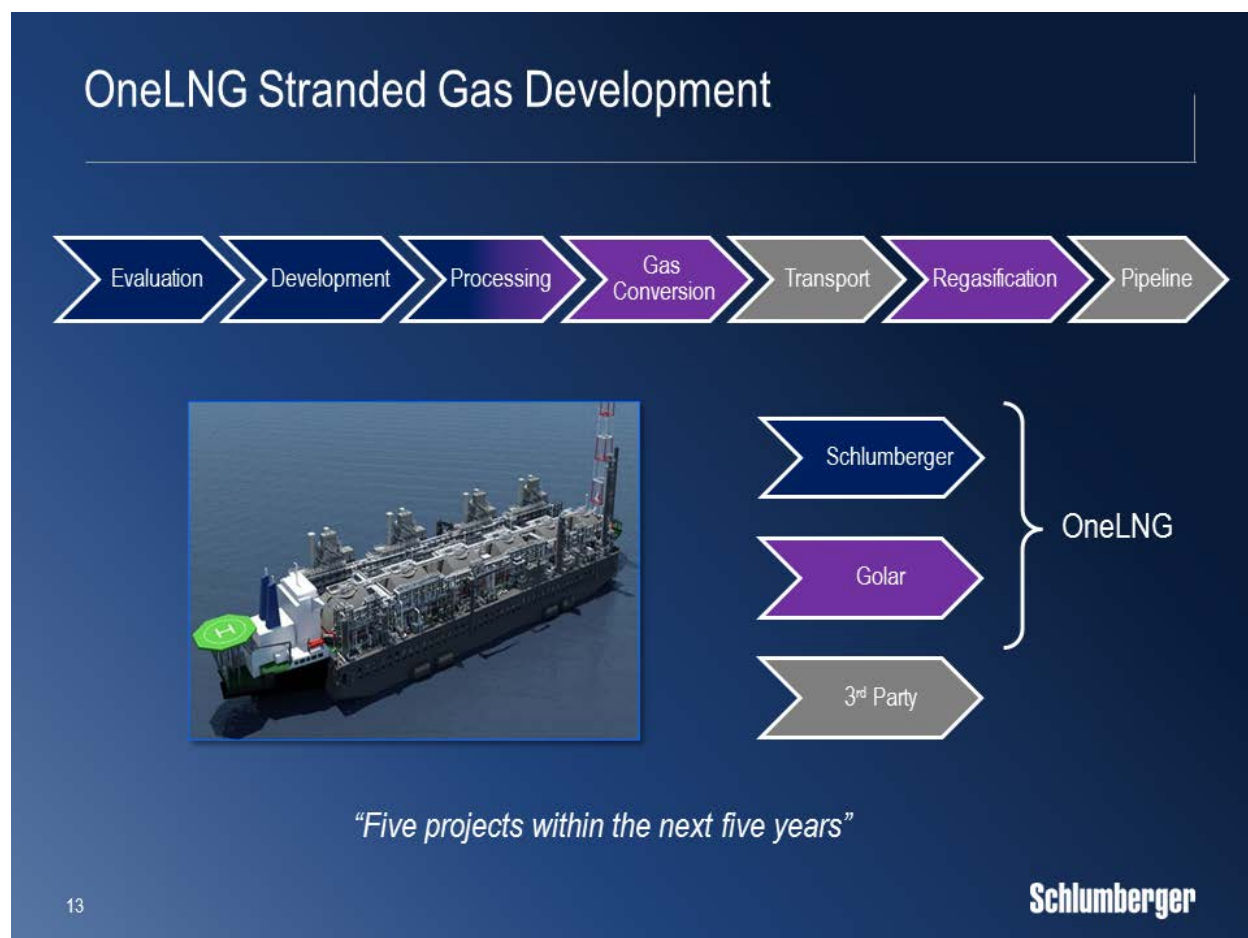 OneLNG Stranded Gas Development
Evaluation
Development
Processing
Gas
Conversion
Transport
Regasification
Pipeline
Schlumberger
Golar
3rd Party
OneLNG
H
“Five projects within the next five years”
13
Schlumberger